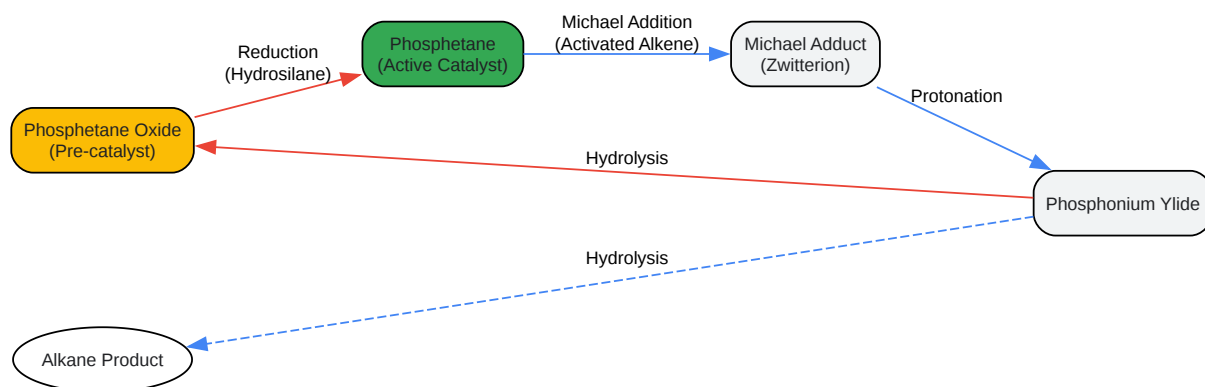 Reduction
(Hydrosilane)
Phosphetane
(Active Catalyst)
Michael Addition
(Activated Alkene)
Michael Adduct
(Zwitterion)
Protonation
Phosphetane Oxide
(Pre-catalyst)
Hydrolysis
Phosphonium Ylide
Hydrolysis
Alkane Product